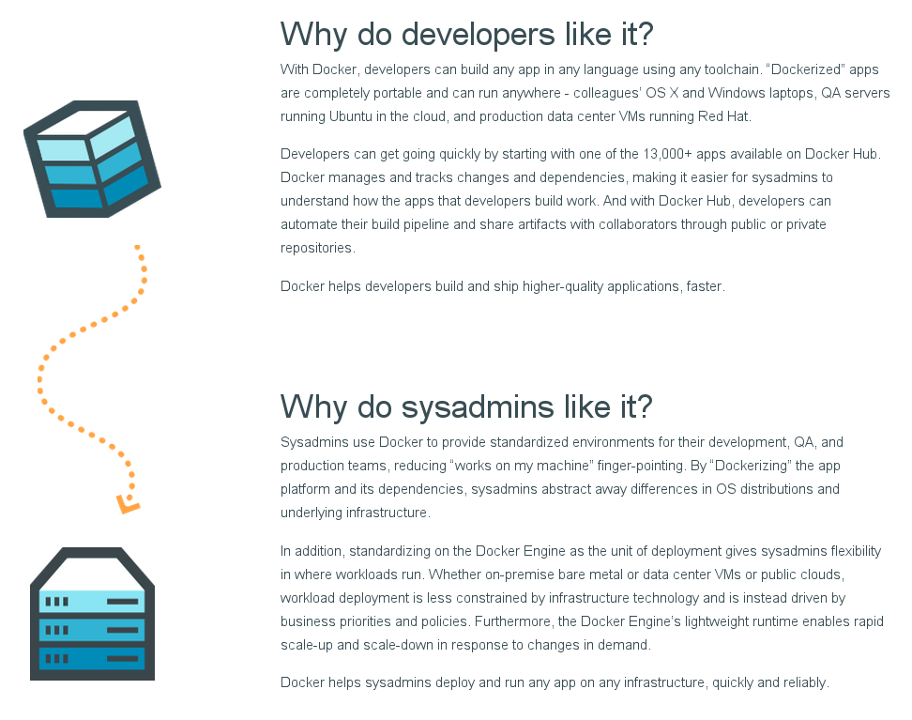 Why do developers like it?
With Docker, developers can build any app in any language using any toolchain. “Dockerized” apps
are completely portable and can run anywhere - colleagues’ OS X and Windows laptops, QA servers
running Ubuntu in the cloud, and production data center VMs running Red Hat.
Developers can get going quickly by starting with one of the 13,000+ apps available on Docker Hub.
Docker manages and tracks changes and dependencies, making it easier for sysadmins to
understand how the apps that developers build work. And with Docker Hub, developers can
automate their build pipeline and share artifacts with collaborators through public or private
repositories.
Docker helps developers build and ship higher-quality applications, faster.
Why do sysadmins like it?
Sysadmins use Docker to provide standardized environments for their development, QA, and
production teams, reducing “works on my machine” finger-pointing. By “Dockerizing” the app
platform and its dependencies, sysadmins abstract away differences in OS distributions and
underlying infrastructure.
In addition, standardizing on the Docker Engine as the unit of deployment gives sysadmins flexibility
in where workloads run. Whether on-premise bare metal or data center VMs or public clouds,
workload deployment is less constrained by infrastructure technology and is instead driven by
business priorities and policies. Furthermore, the Docker Engine’s lightweight runtime enables rapid
scale-up and scale-down in response to changes in demand.
Docker helps sysadmins deploy and run any app on any infrastructure, quickly and reliably.